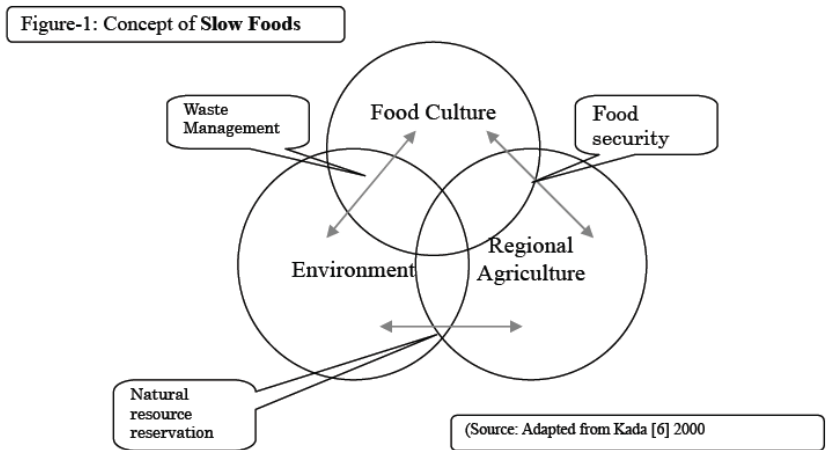 Figure-1: Concept of Slow Foods
Waste
Management
Food Culture
Food
security
Environment
Regional
Agriculture
Natural
resource
reservation
(Source: Adapted from Kada [6] 2000